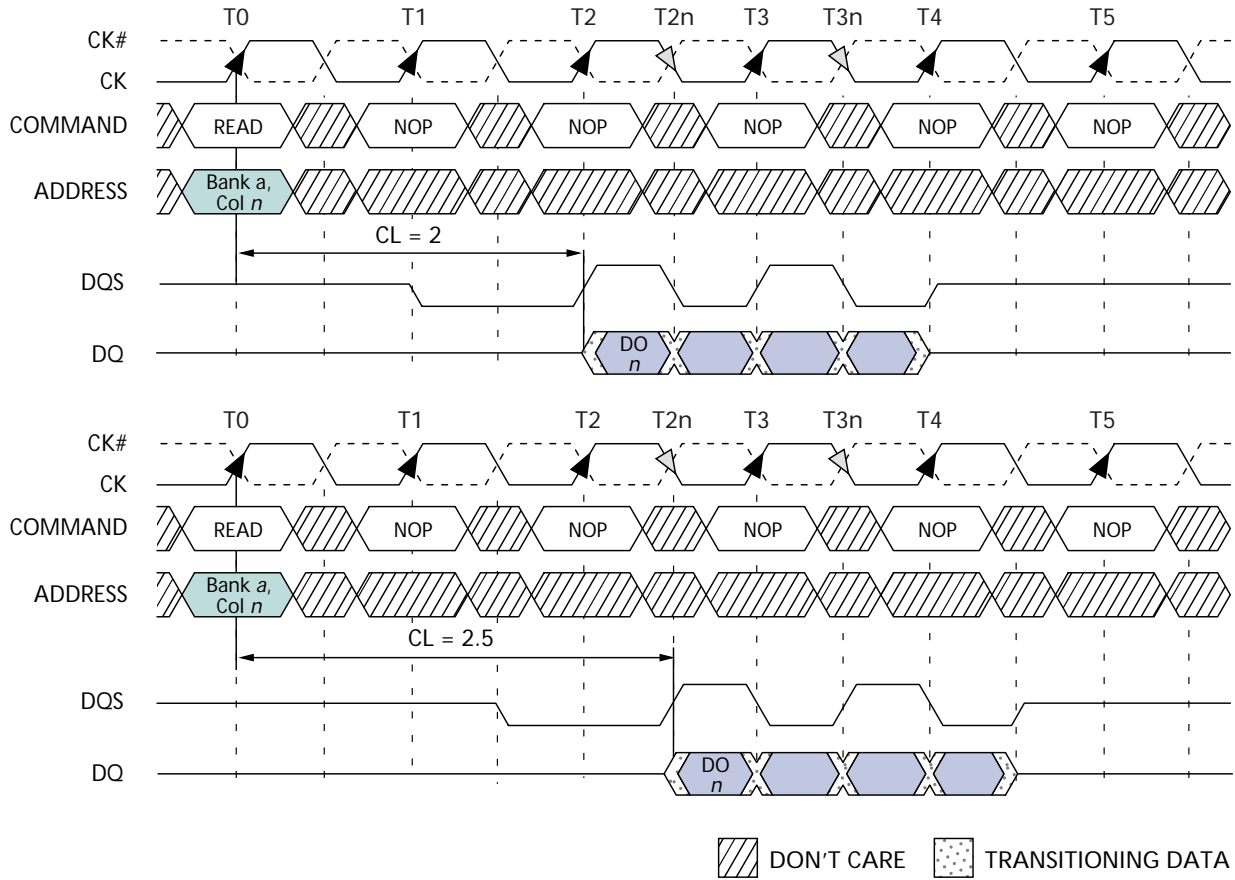 T0 T1 T2 T2n T3 T3n T4 T5
CK#
CK
COMMAND READ NOP NOP NOP NOP NOP
ADDRESS Bank a,
Col n
CL = 2
DQS
DQ DO
n
T0 T1 T2 T2n T3 T3n T4 T5
CK#
CK
COMMAND READ NOP NOP NOP NOP NOP
ADDRESS Bank a,
Col n
CL = 2.5
DQS
DQ DO
n
DON'T CARE TRANSITIONING DATA